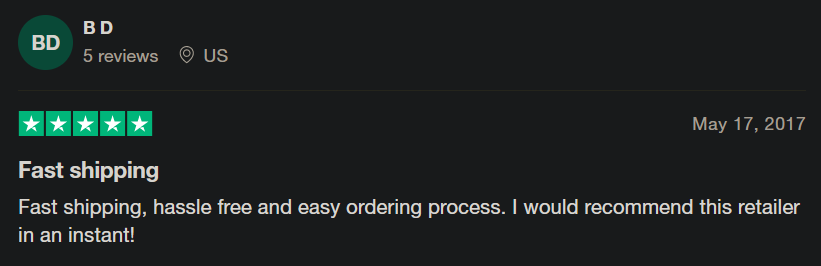 BD
B D
5 reviews US
May 17, 2017
Fast shipping
Fast shipping, hassle free and easy ordering process. I would recommend this retailer
in an instant!